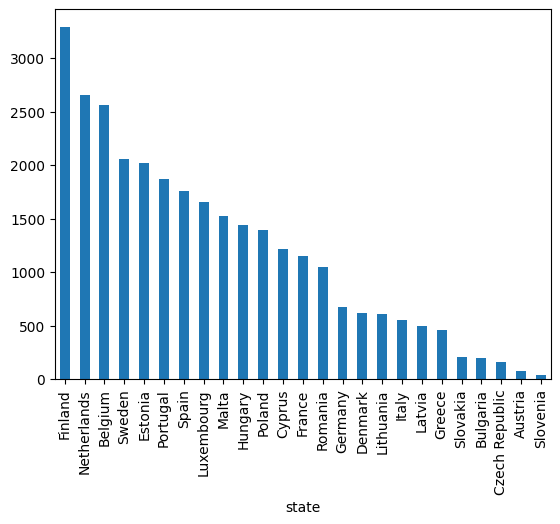 3000
2500
2000
1500
1000
500
0
Finland
Netherlands
Belgium
Sweden
Estonia
Portugal
Spain
Luxembourg
Malta
Hungary
Poland
Cyprus
France
Romania
Germany
Denmark
Lithuania
Italy
Latvia
Greece
Slovakia
Bulgaria
Czech Republic
Austria
Slovenia
state